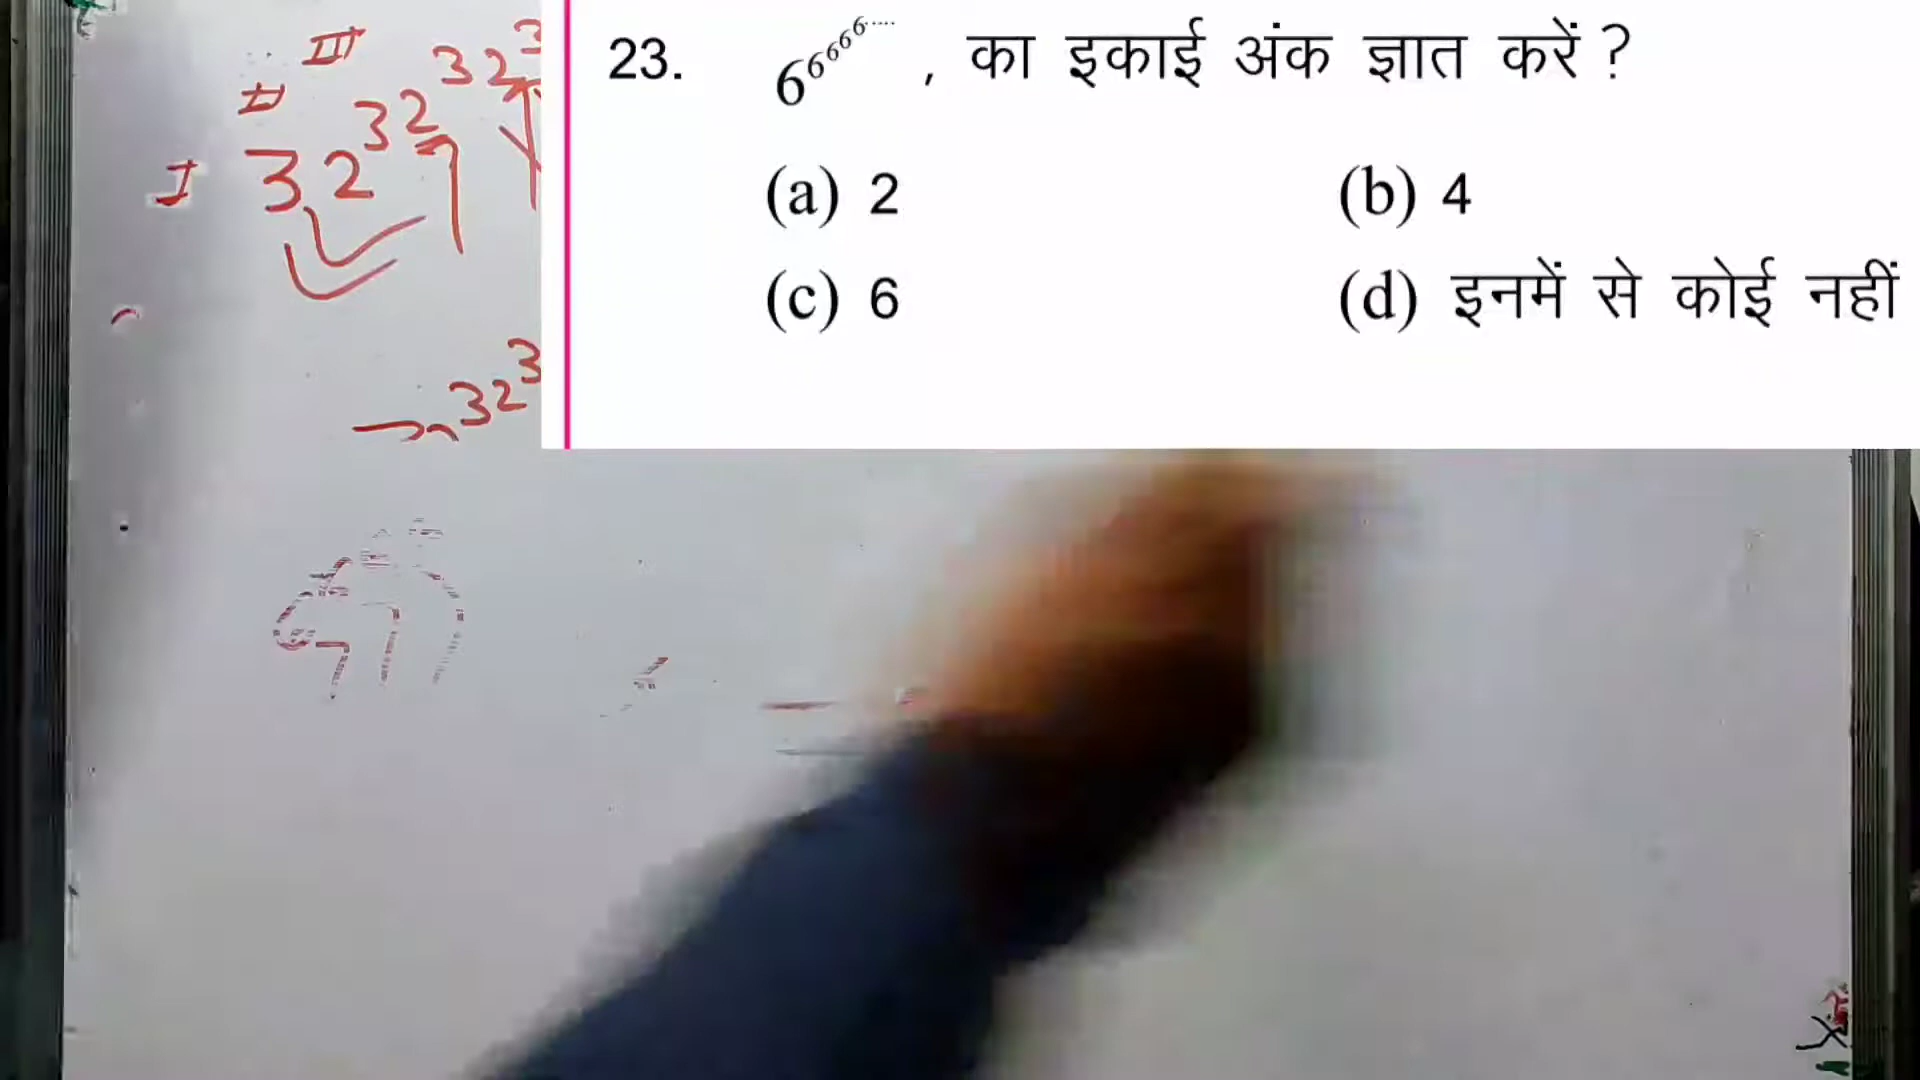 23. 6^6^6^6^6^6....., का इकाई अंक ज्ञात करें ?
(a) 2 (b) 4
(c) 6 (d) इनमें से कोई नहीं
III
II
I 32^32^32^3
32^3